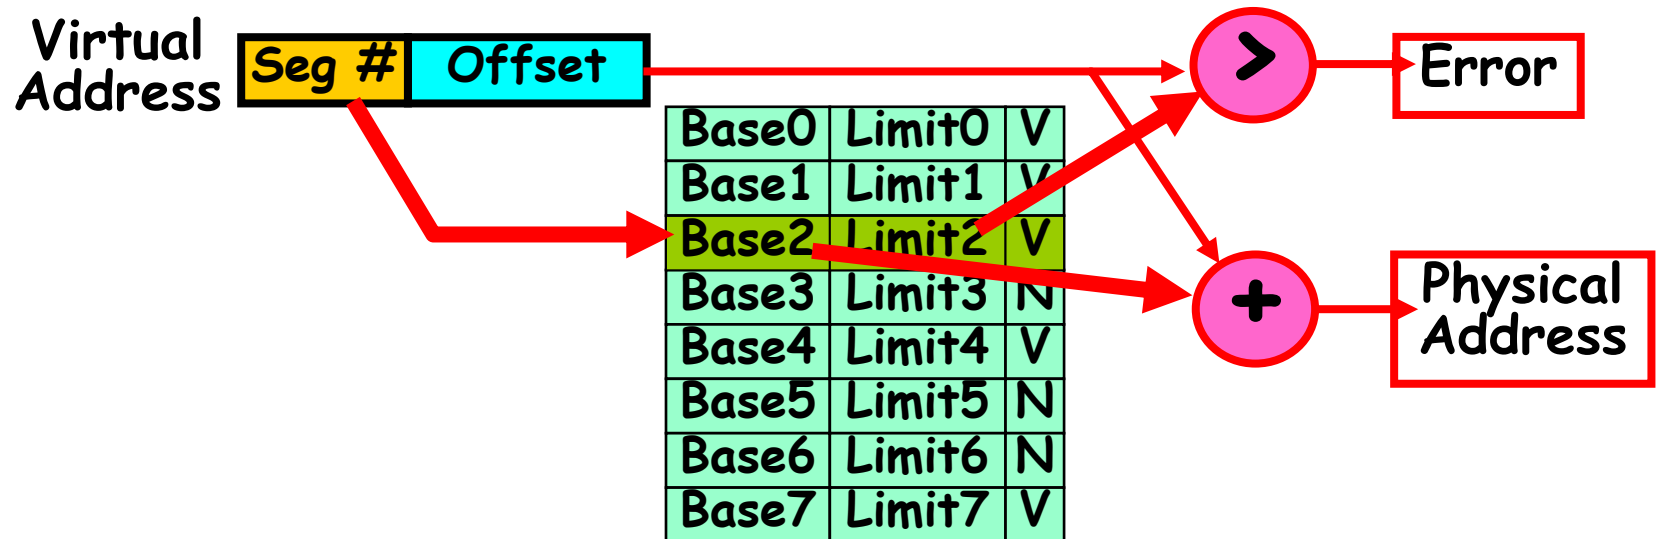 Virtual
Address
Seg # Offset
> Error
Base0 Limit0 V
Base1 Limit1 V
Base2 Limit2 V
Base3 Limit3 N
Base4 Limit4 V
Base5 Limit5 N
Base6 Limit6 N
Base7 Limit7 V
+
Physical
Address